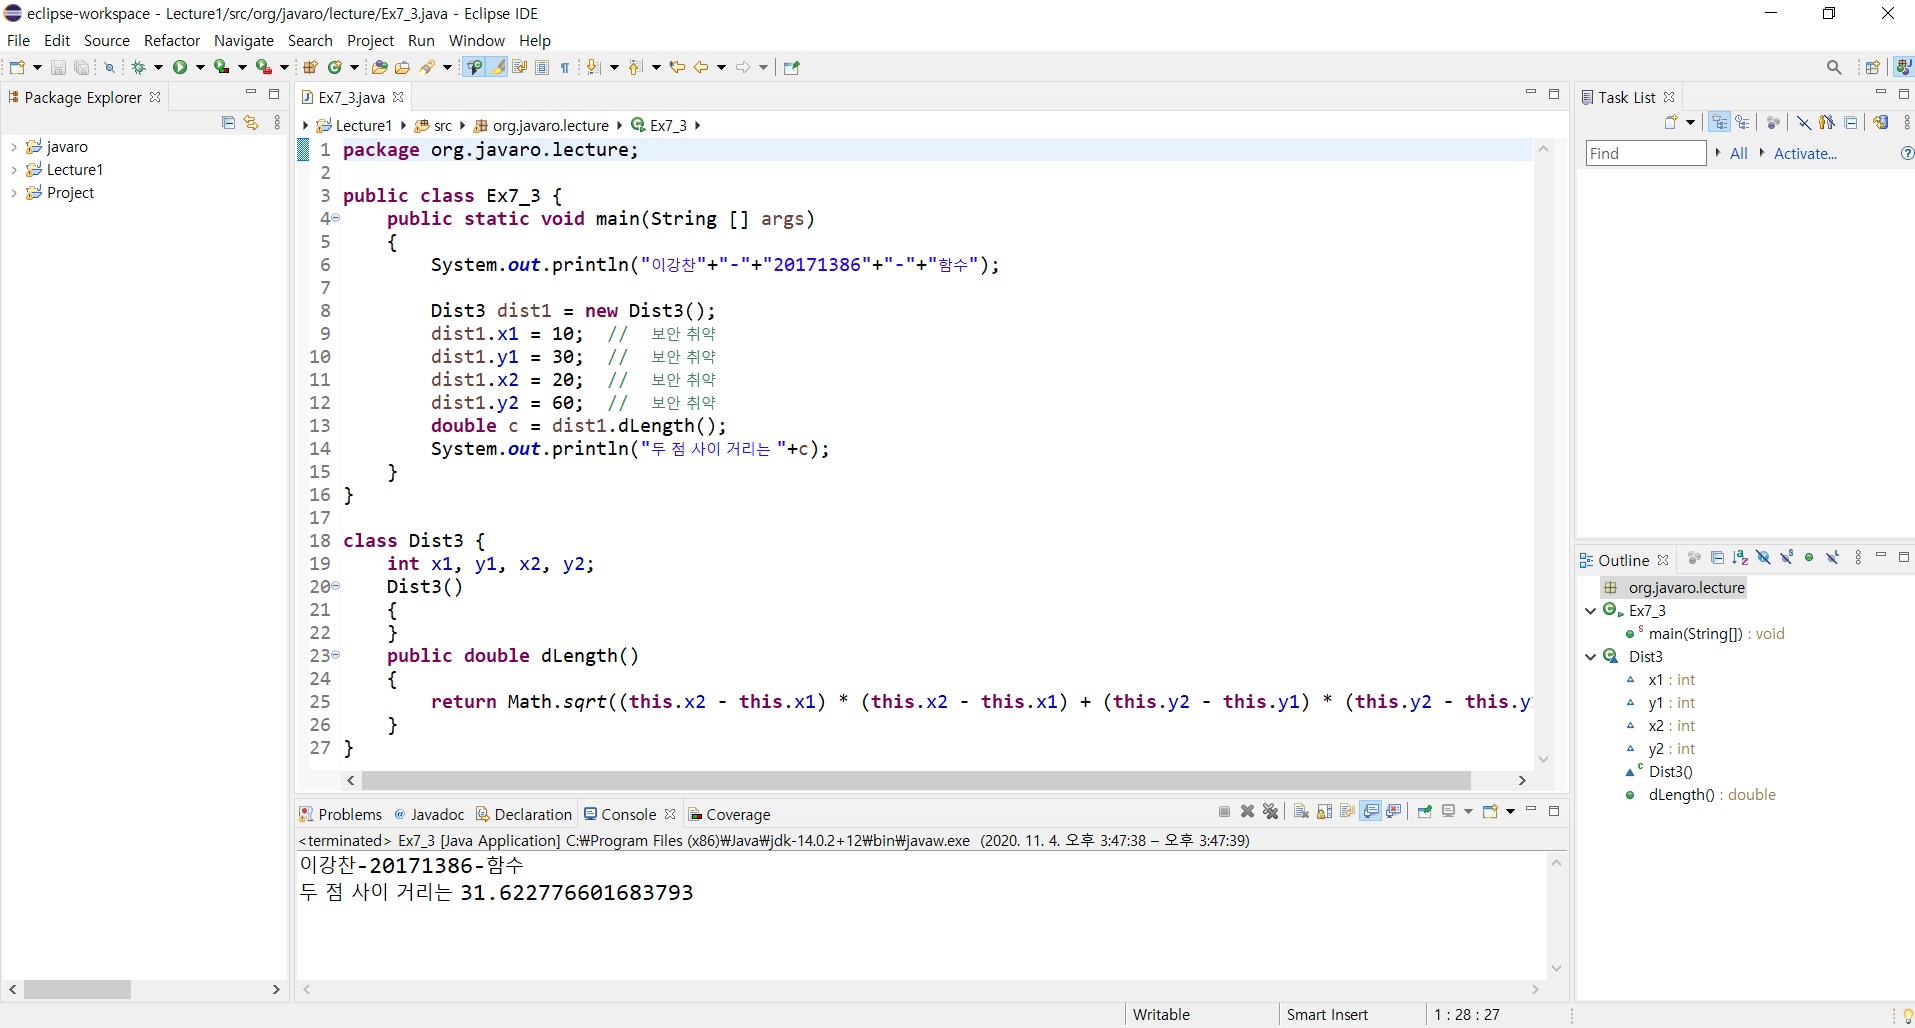 eclipse-workspace - Lecture1/src/org/javaro/lecture/Ex7_3.java - Eclipse IDE
File Edit Source Refactor Navigate Search Project Run Window Help
Package Explorer
javaro
Lecture1
Project
Ex7_3.java
Lecture1 src org.javaro.lecture Ex7_3
1 package org.javaro.lecture;
2
3 public class Ex7_3 {
4 public static void main(String [] args)
5 {
6 System.out.println("이강찬"+"-"+"20171386"+"-"+"함수");
7
8 Dist3 dist1 = new Dist3();
9 dist1.x1 = 10; // 보안 취약
10 dist1.y1 = 30; // 보안 취약
11 dist1.x2 = 20; // 보안 취약
12 dist1.y2 = 60; // 보안 취약
13 double c = dist1.dLength();
14 System.out.println("두 점 사이 거리는 "+c);
15 }
16 }
17
18 class Dist3 {
19 int x1, y1, x2, y2;
20 Dist3()
21 {
22 }
23 public double dLength()
24 {
25 return Math.sqrt((this.x2 - this.x1) * (this.x2 - this.x1) + (this.y2 - this.y1) * (this.y2 - this.y
26 }
27 }
Problems Javadoc Declaration Console Coverage
<terminated> Ex7_3 [Java Application] C:₩Program Files (x86)₩Java₩jdk-14.0.2+12₩bin₩javaw.exe (2020. 11. 4. 오후 3:47:38 – 오후 3:47:39)
이강찬-20171386-함수
두 점 사이 거리는 31.622776601683793
Task List
Find All Activate...
Outline
org.javaro.lecture
Ex7_3
main(String[]) : void
Dist3
x1 : int
y1 : int
x2 : int
y2 : int
Dist3()
dLength() : double
Writable Smart Insert 1 : 28 : 27